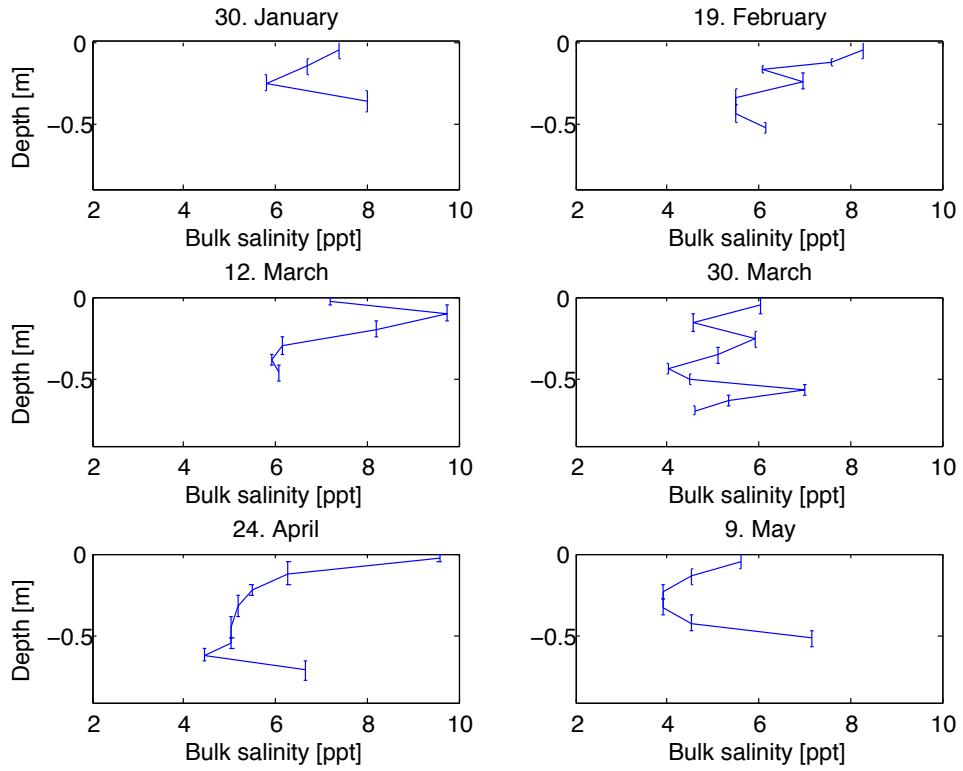 30. January
0
−0.5
Depth [m]
2 4 6 8 10
Bulk salinity [ppt]
19. February
0
−0.5
2 4 6 8 10
Bulk salinity [ppt]
12. March
0
−0.5
Depth [m]
2 4 6 8 10
Bulk salinity [ppt]
30. March
0
−0.5
2 4 6 8 10
Bulk salinity [ppt]
24. April
0
−0.5
Depth [m]
2 4 6 8 10
Bulk salinity [ppt]
9. May
0
−0.5
2 4 6 8 10
Bulk salinity [ppt]